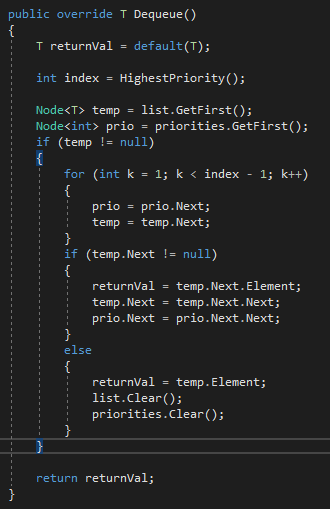 public override T Dequeue()
{
T returnVal = default(T);
int index = HighestPriority();
Node<T> temp = list.GetFirst();
Node<int> prio = priorities.GetFirst();
if (temp != null)
{
for (int k = 1; k < index - 1; k++)
{
prio = prio.Next;
temp = temp.Next;
}
if (temp.Next != null)
{
returnVal = temp.Next.Element;
temp.Next = temp.Next.Next;
prio.Next = prio.Next.Next;
}
else
{
returnVal = temp.Element;
list.Clear();
priorities.Clear();
}
}
return returnVal;
}